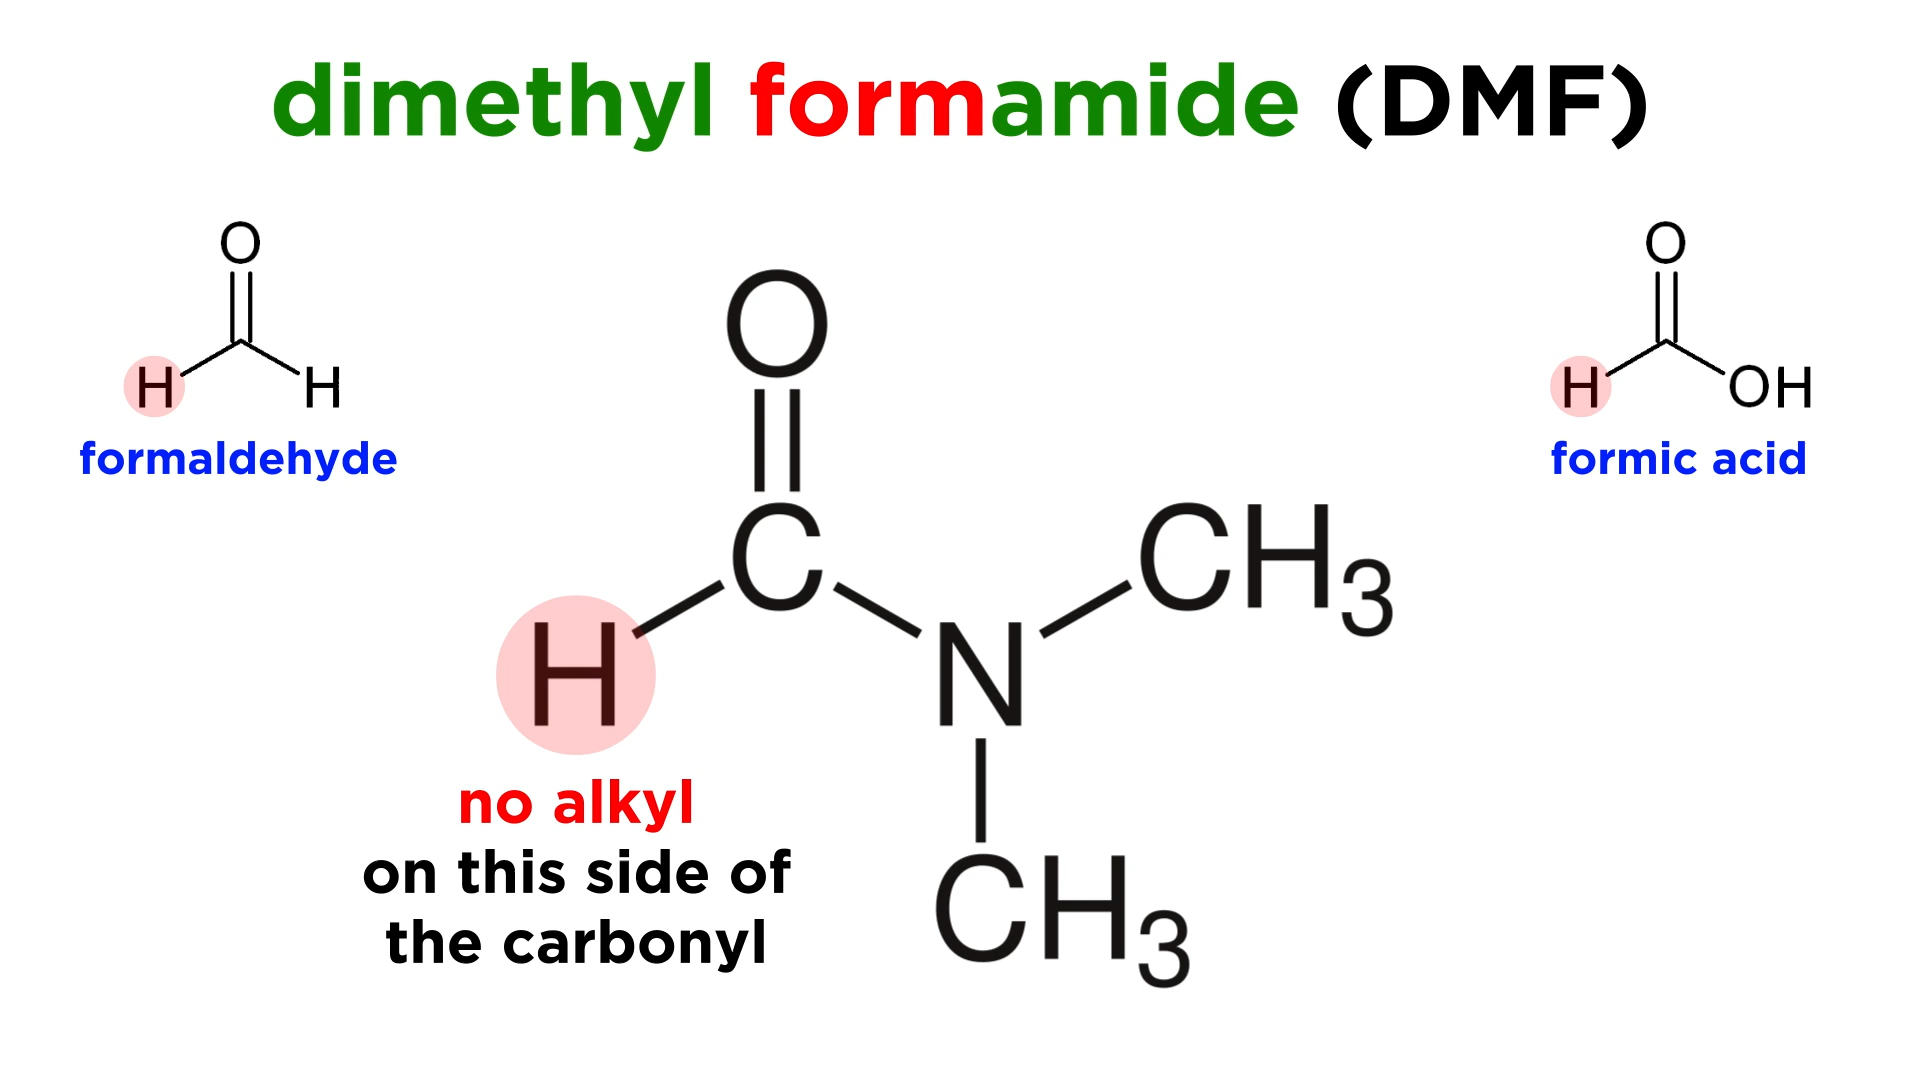 dimethyl formamide (DMF)
O
H
H
formaldehyde
O
C
H
N
CH3
CH3
no alkyl
on this side of
the carbonyl
O
H
OH
formic acid